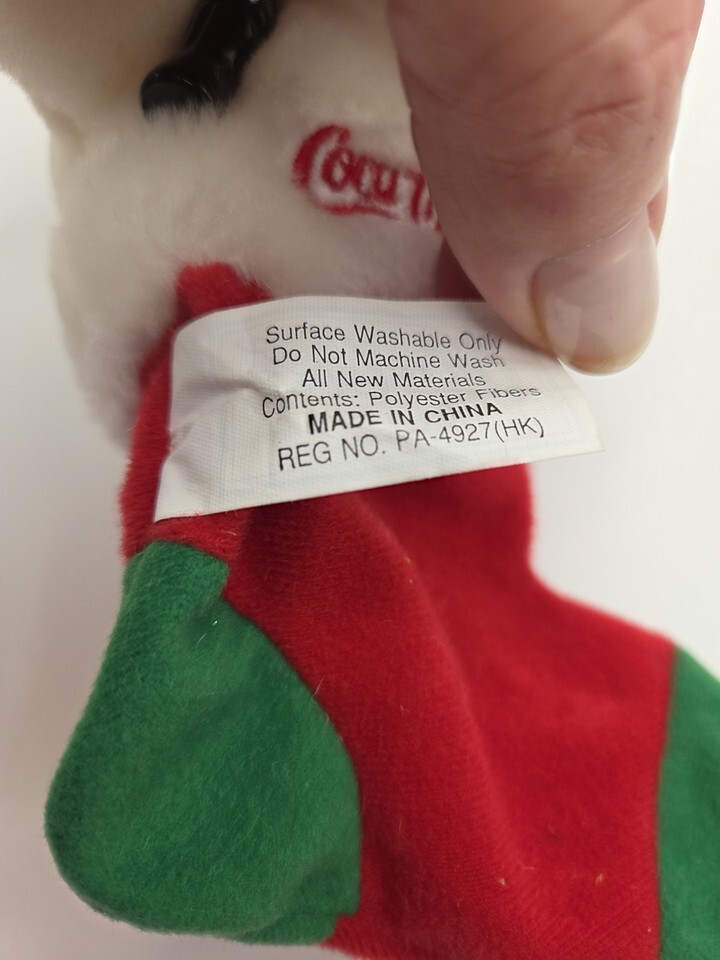 Coca
Surface Washable Only
Do Not Machine Wash
All New Materials
Contents: Polyester Fibers
MADE IN CHINA
REG NO. PA-4927(HK)